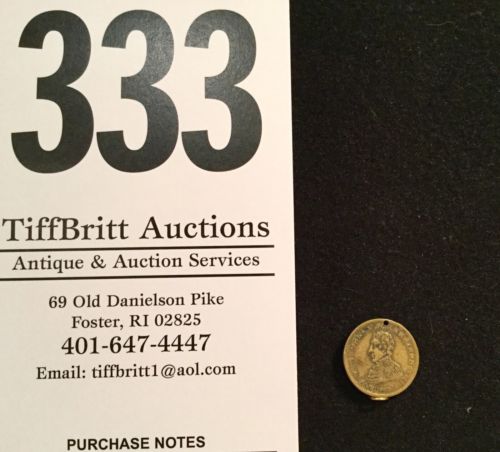 333
TiffBritt Auctions
Antique & Auction Services
69 Old Danielson Pike
Foster, RI 02825
401-647-4447
Email: tiffbritt1@aol.com
PURCHASE NOTES